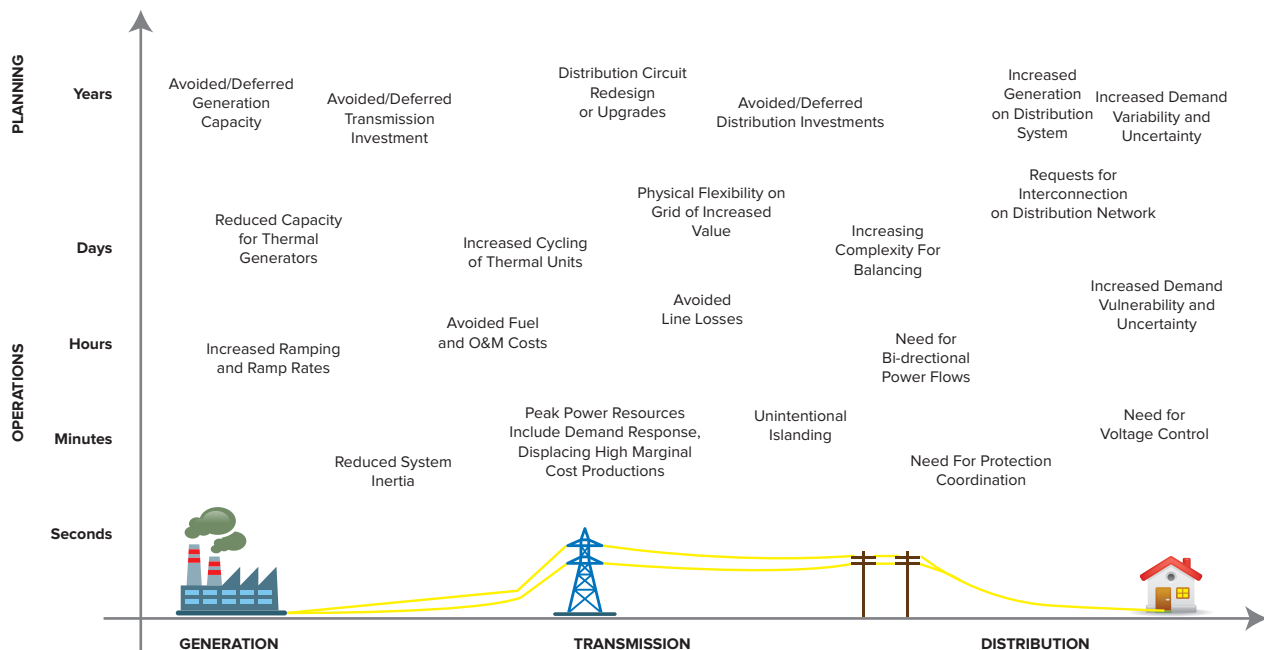 PLANNING
Years
Avoided/Deferred
Generation
Capacity
Avoided/Deferred
Transmission
Investment
Distribution Circuit
Redesign
or Upgrades
Avoided/Deferred
Distribution Investments
Increased
Generation
on Distribution
System
Increased Demand
Variability and
Uncertainty
Requests for
Interconnection
on Distribution Network
OPERATIONS
Days
Reduced Capacity
for Thermal
Generators
Increased Cycling
of Thermal Units
Physical Flexibility on
Grid of Increased
Value
Increasing
Complexity For
Balancing
Increased Demand
Vulnerability and
Uncertainty
Hours
Increased Ramping
and Ramp Rates
Avoided Fuel
and O&M Costs
Avoided
Line Losses
Need for
Bi-drectional
Power Flows
Minutes
Reduced System
Inertia
Peak Power Resources
Include Demand Response,
Displacing High Marginal
Cost Productions
Unintentional
Islanding
Need For Protection
Coordination
Need for
Voltage Control
Seconds
GENERATION
TRANSMISSION
DISTRIBUTION